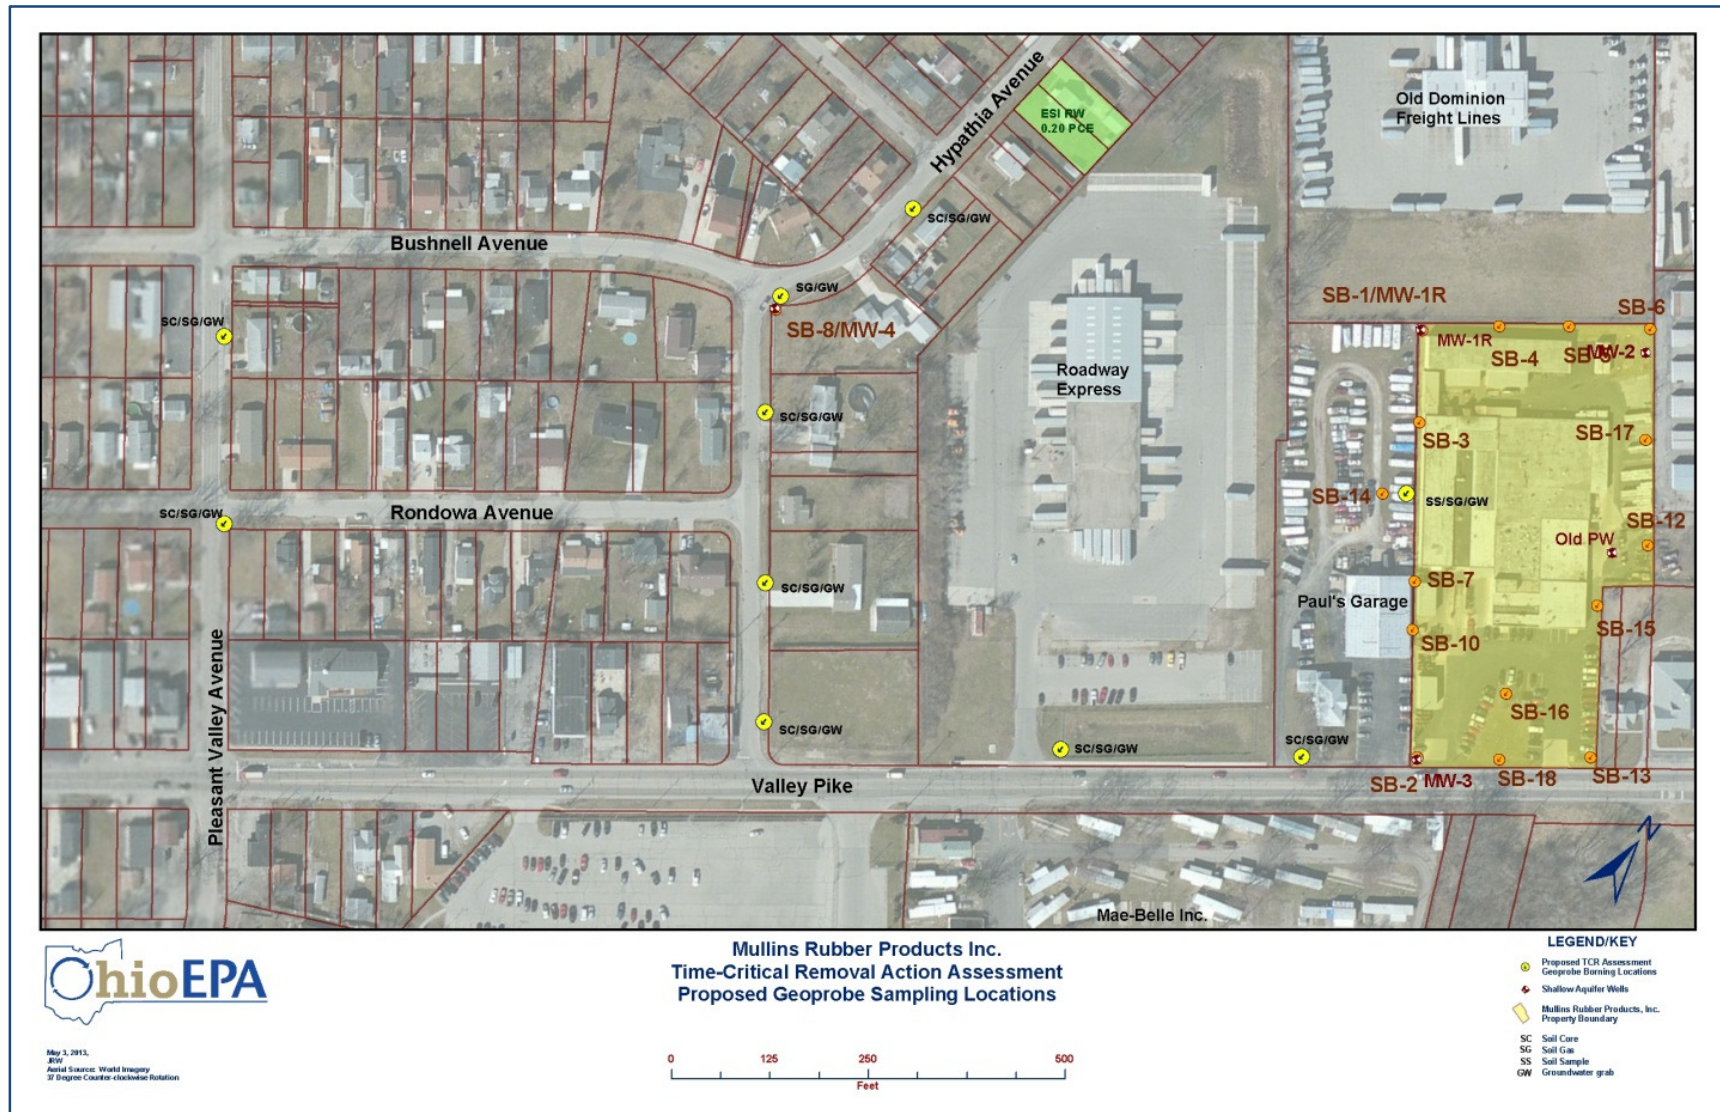 Hypathia Avenue
ESI RW
0.20 PCE
Old Dominion
Freight Lines
SC/SG/GW
Bushnell Avenue
SG/GW
SB-8/MW-4
SC/SG/GW
SB-1/MW-1R
SB-6
MW-1R
SB-4
SB-5
MW-2
Roadway
Express
SC/SG/GW
SB-3
SB-17
SB-14
SS/SG/GW
SC/SG/GW
Rondowa Avenue
SB-12
Old PW
SC/SG/GW
SB-7
Paul's Garage
SB-15
SB-10
Pleasant Valley Avenue
SB-16
SC/SG/GW
SC/SG/GW
SC/SG/GW
Valley Pike
SB-2
MW-3
SB-18
SB-13
N
Mae-Belle Inc.
OhioEPA
Mullins Rubber Products Inc.
Time-Critical Removal Action Assessment
Proposed Geoprobe Sampling Locations
LEGEND/KEY
Proposed TCR Assessment
Geoprobe Borning Locations
Shallow Aquifer Wells
Mullins Rubber Products, Inc.
Property Boundary
SC Soil Core
SG Soil Gas
SS Soil Sample
GW Groundwater grab
May 3, 2013,
JRW
Aerial Source: World Imagery
37 Degree Counter-clockwise Rotation
0 125 250 500
Feet